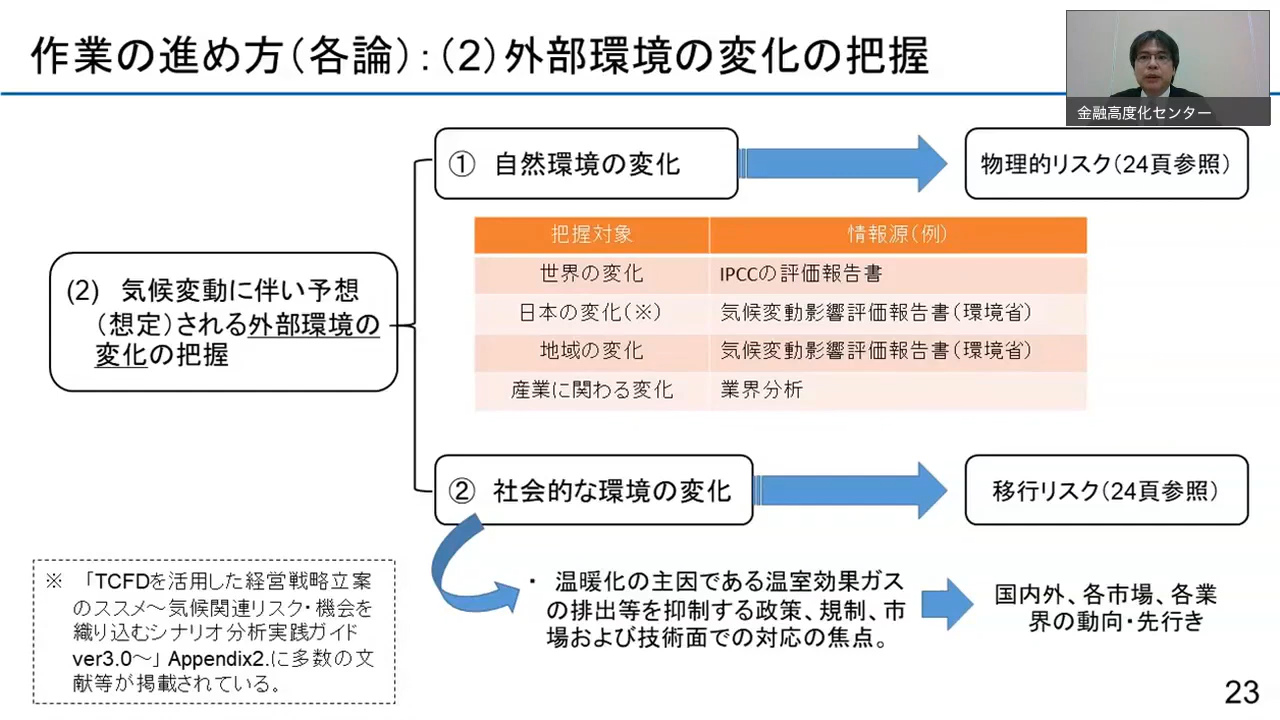 作業の進め方（各論）：（2）外部環境の変化の把握
金融高度化センター
① 自然環境の変化
物理的リスク（24頁参照）
把握対象 情報源（例）
世界の変化 IPCCの評価報告書
日本の変化（※） 気候変動影響評価報告書（環境省）
地域の変化 気候変動影響評価報告書（環境省）
産業に関わる変化 業界分析
(2) 気候変動に伴い予想
（想定）される外部環境の
変化の把握
② 社会的な環境の変化
移行リスク（24頁参照）
・ 温暖化の主因である温室効果ガス
の排出等を抑制する政策、規制、市
場および技術面での対応の焦点。
国内外、各市場、各業
界の動向・先行き
※ 「TCFDを活用した経営戦略立案
のススメ～気候関連リスク・機会を
織り込むシナリオ分析実践ガイド
ver3.0～」Appendix2.に多数の文
献等が掲載されている。
23